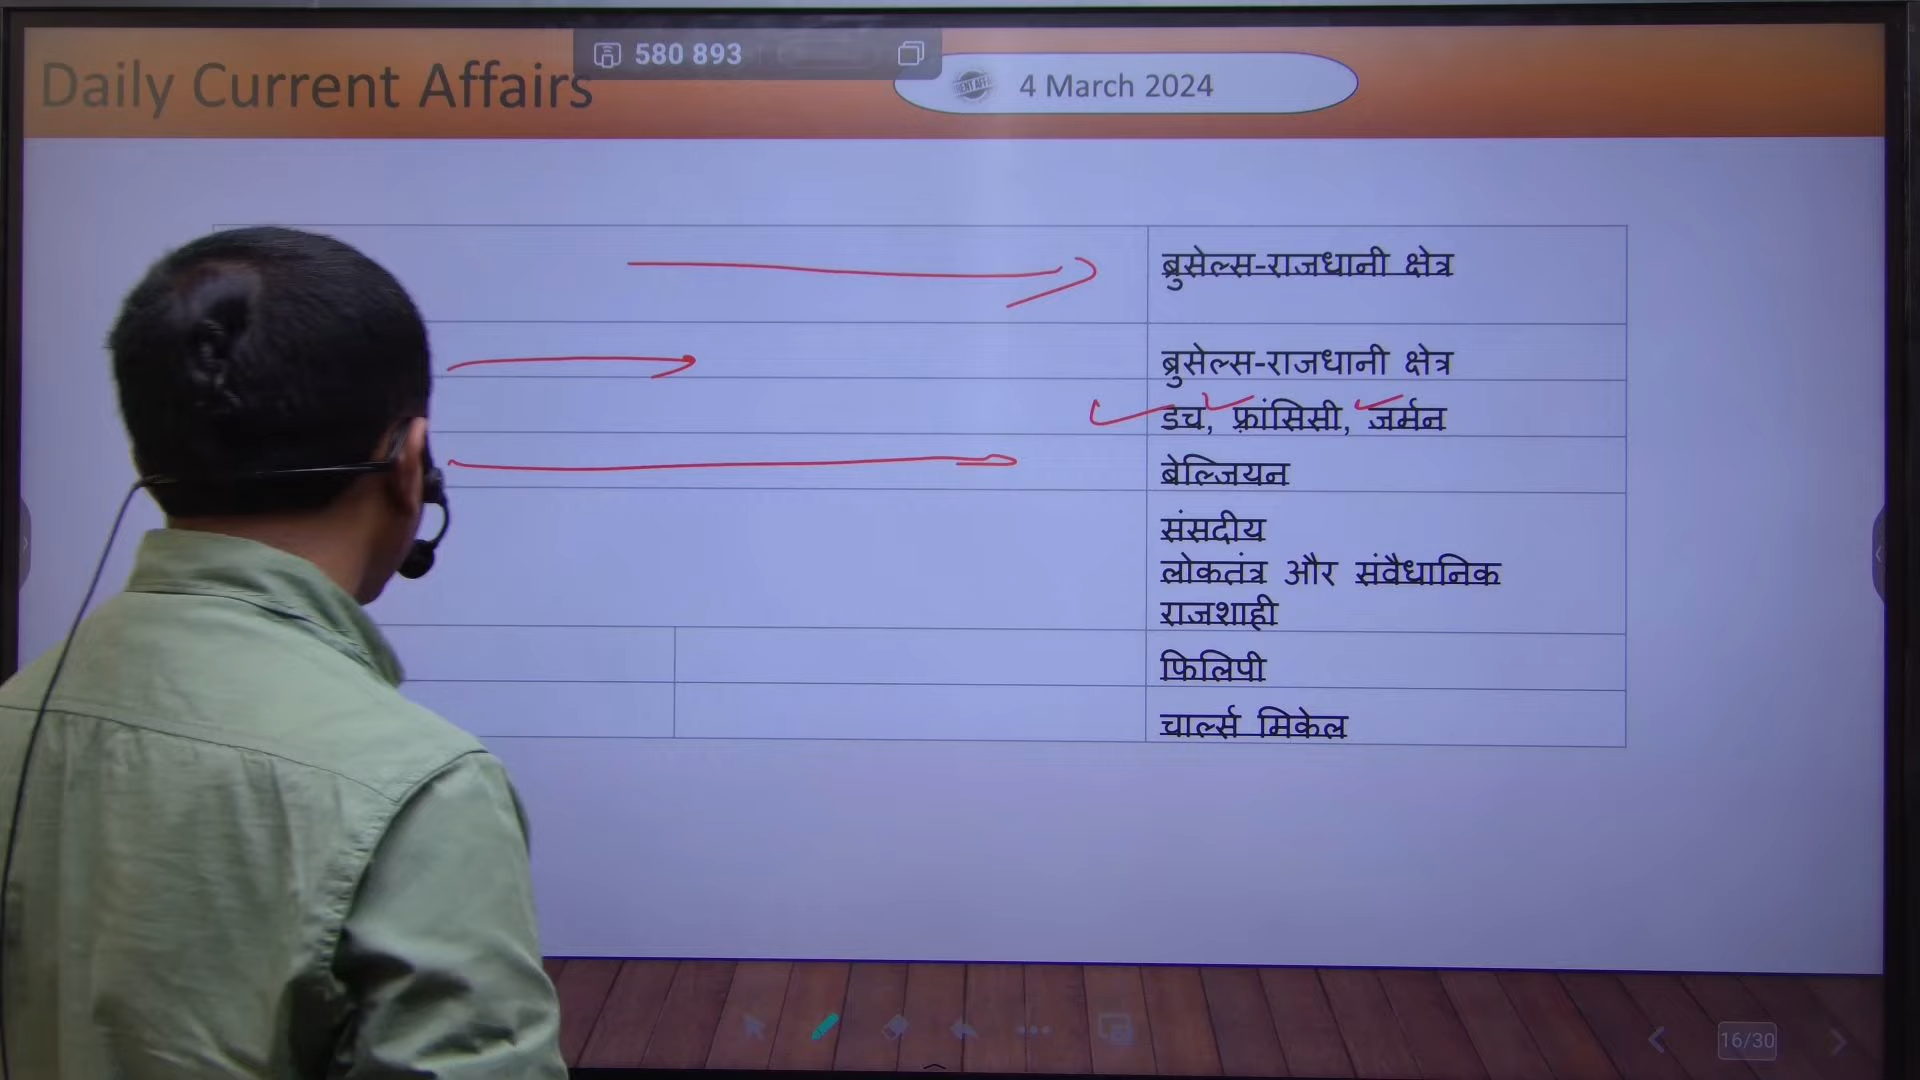 580 893
Daily Current Affairs
4 March 2024
ब्रुसेल्स-राजधानी क्षेत्र
ब्रुसेल्स-राजधानी क्षेत्र
डच, फ़्रांसिसी, जर्मन
बेल्जियन
संसदीय
लोकतंत्र और संवैधानिक
राजशाही
फिलिपी
चार्ल्स मिकेल
16/30